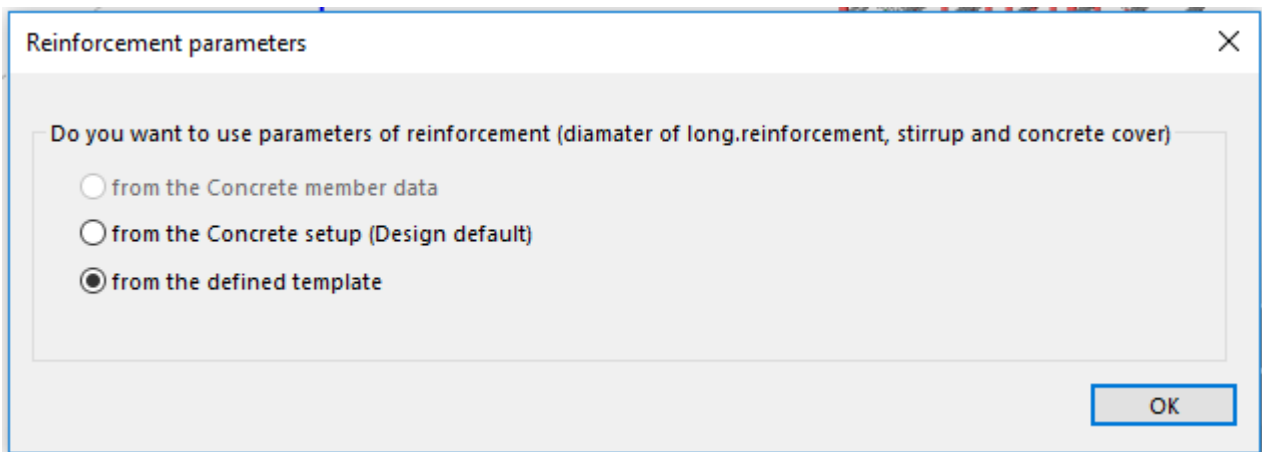 Reinforcement parameters
Do you want to use parameters of reinforcement (diamater of long.reinforcement, stirrup and concrete cover)
from the Concrete member data
from the Concrete setup (Design default)
from the defined template
OK